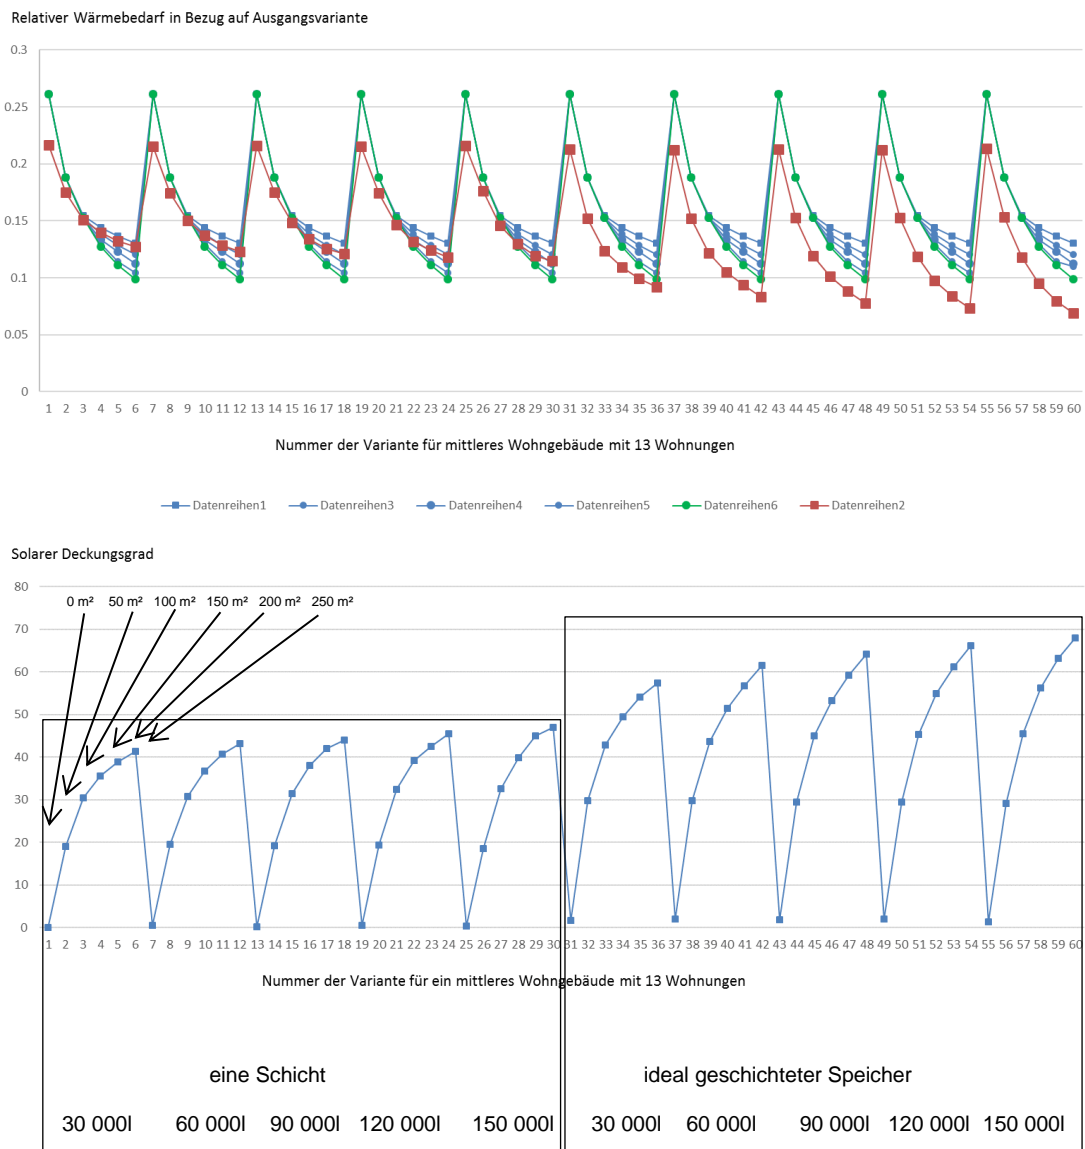 Relativer Wärmebedarf in Bezug auf Ausgangsvariante
0.3
0.25
0.2
0.15
0.1
0.05
0
1 2 3 4 5 6 7 8 9 10 11 12 13 14 15 16 17 18 19 20 21 22 23 24 25 26 27 28 29 30 31 32 33 34 35 36 37 38 39 40 41 42 43 44 45 46 47 48 49 50 51 52 53 54 55 56 57 58 59 60
Nummer der Variante für mittleres Wohngebäude mit 13 Wohnungen
Datenreihen1 Datenreihen3 Datenreihen4 Datenreihen5 Datenreihen6 Datenreihen2
Solarer Deckungsgrad
80
0 m² 50 m² 100 m² 150 m² 200 m² 250 m²
70
60
50
40
30
20
10
0
1 2 3 4 5 6 7 8 9 10 11 12 13 14 15 16 17 18 19 20 21 22 23 24 25 26 27 28 29 30 31 32 33 34 35 36 37 38 39 40 41 42 43 44 45 46 47 48 49 50 51 52 53 54 55 56 57 58 59 60
Nummer der Variante für ein mittleres Wohngebäude mit 13 Wohnungen
eine Schicht ideal geschichteter Speicher
30 000l 60 000l 90 000l 120 000l 150 000l 30 000l 60 000l 90 000l 120 000l 150 000l